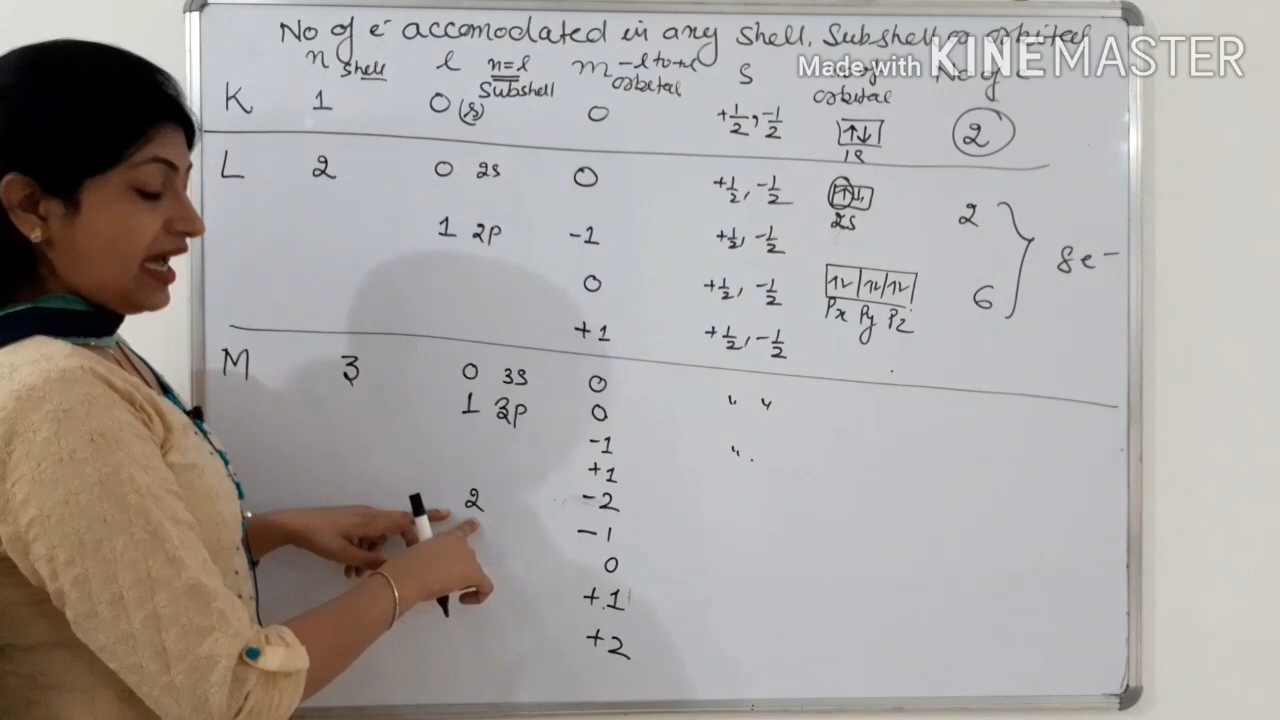 No of e⁻ accomodated in any shell, Subshell or orbital
Made with KINEMASTER
n shell l n=l Subshell m -l to +l orbital S orbital No of e⁻
K 1 0 (s) 0 +1/2, -1/2 ↑↓ 1s 2
L 2 0 2s 0 +1/2, -1/2 ↑↓ 2s 2
1 2p -1 +1/2, -1/2
0 +1/2, -1/2 ↑↓ ↑↓ ↑↓ 6 8e⁻
Px Py Pz
+1 +1/2, -1/2
M 3 0 3s 0 " "
1 3p 0
-1 "
+1
2 -2
-1
0
+1
+2